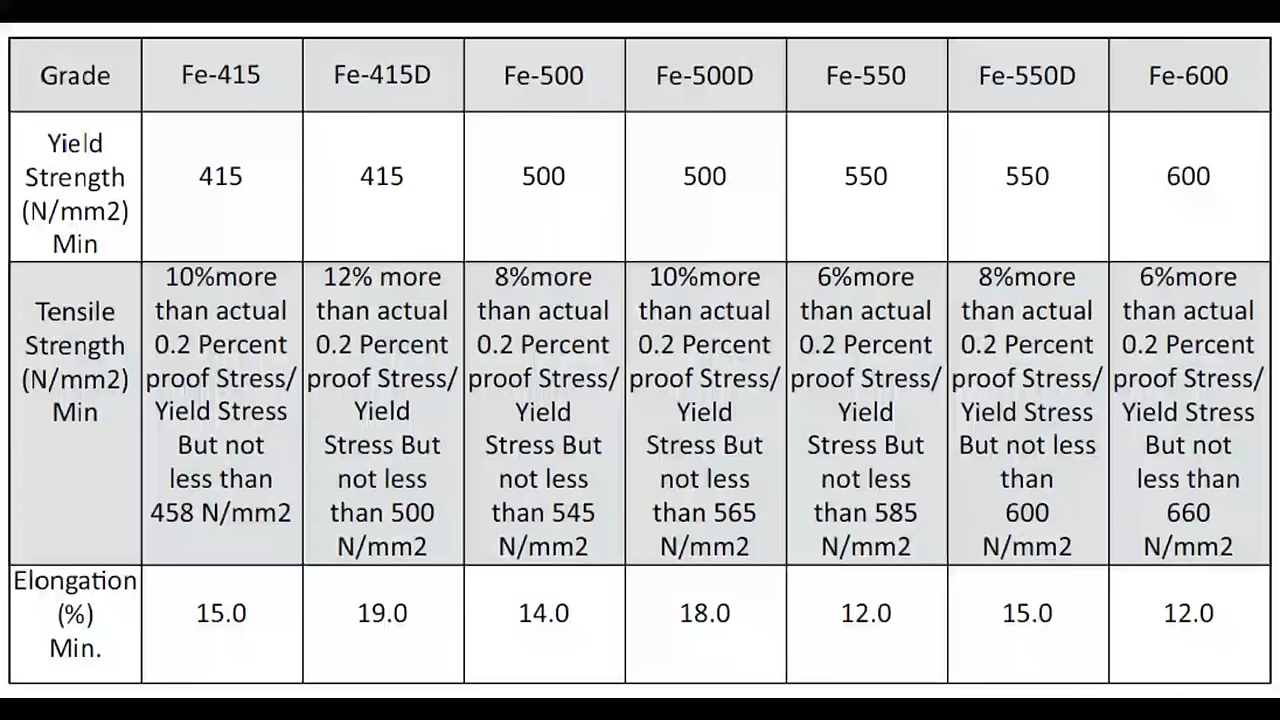 Grade Fe-415 Fe-415D Fe-500 Fe-500D Fe-550 Fe-550D Fe-600
Yield
Strength
(N/mm2)
Min
415 415 500 500 550 550 600
Tensile
Strength
(N/mm2)
Min
10%more
than actual
0.2 Percent
proof Stress/
Yield Stress
But not
less than
458 N/mm2
12% more
than actual
0.2 Percent
proof Stress/
Yield
Stress But
not less
than 500
N/mm2
8%more
than actual
0.2 Percent
proof Stress/
Yield
Stress But
not less
than 545
N/mm2
10%more
than actual
0.2 Percent
proof Stress/
Yield
Stress But
not less
than 565
N/mm2
6%more
than actual
0.2 Percent
proof Stress/
Yield
Stress But
not less
than 585
N/mm2
8%more
than actual
0.2 Percent
proof Stress/
Yield Stress
But not less
than
600
N/mm2
6%more
than actual
0.2 Percent
proof Stress/
Yield Stress
But not
less than
660
N/mm2
Elongation
(%)
Min.
15.0 19.0 14.0 18.0 12.0 15.0 12.0